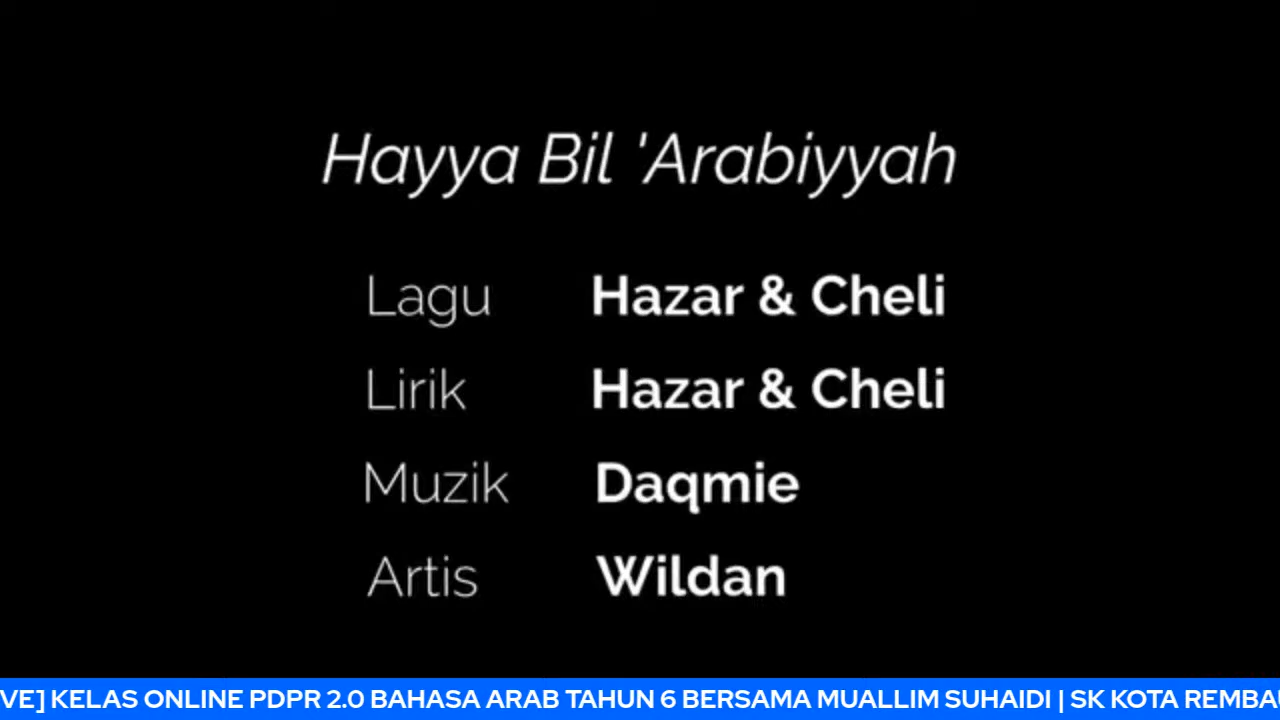 Hayya Bil 'Arabiyyah
Lagu Hazar & Cheli
Lirik Hazar & Cheli
Muzik Daqmie
Artis Wildan
VE] KELAS ONLINE PDPR 2.0 BAHASA ARAB TAHUN 6 BERSAMA MUALLIM SUHAIDI | SK KOTA REMBA